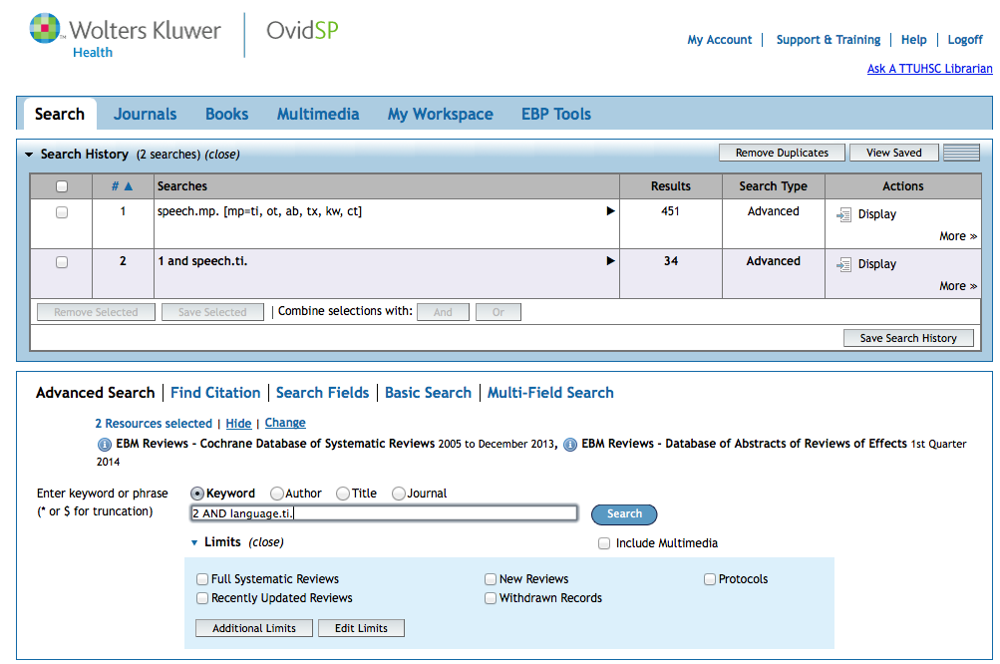 Wolters Kluwer
Health
OvidSP
My Account | Support & Training | Help | Logoff
Ask A TTUHSC Librarian
Search Journals Books Multimedia My Workspace EBP Tools
Search History (2 searches) (close) Remove Duplicates View Saved
# ▲ Searches Results Search Type Actions
1 speech.mp. [mp=ti, ot, ab, tx, kw, ct] 451 Advanced Display
More »
2 1 and speech.ti. 34 Advanced Display
More »
Remove Selected Save Selected | Combine selections with: And Or
Save Search History
Advanced Search | Find Citation | Search Fields | Basic Search | Multi-Field Search
2 Resources selected | Hide | Change
EBM Reviews - Cochrane Database of Systematic Reviews 2005 to December 2013, EBM Reviews - Database of Abstracts of Reviews of Effects 1st Quarter
2014
Enter keyword or phrase Keyword Author Title Journal
(* or $ for truncation) 2 AND language.ti. Search
Limits (close) Include Multimedia
Full Systematic Reviews New Reviews Protocols
Recently Updated Reviews Withdrawn Records
Additional Limits Edit Limits